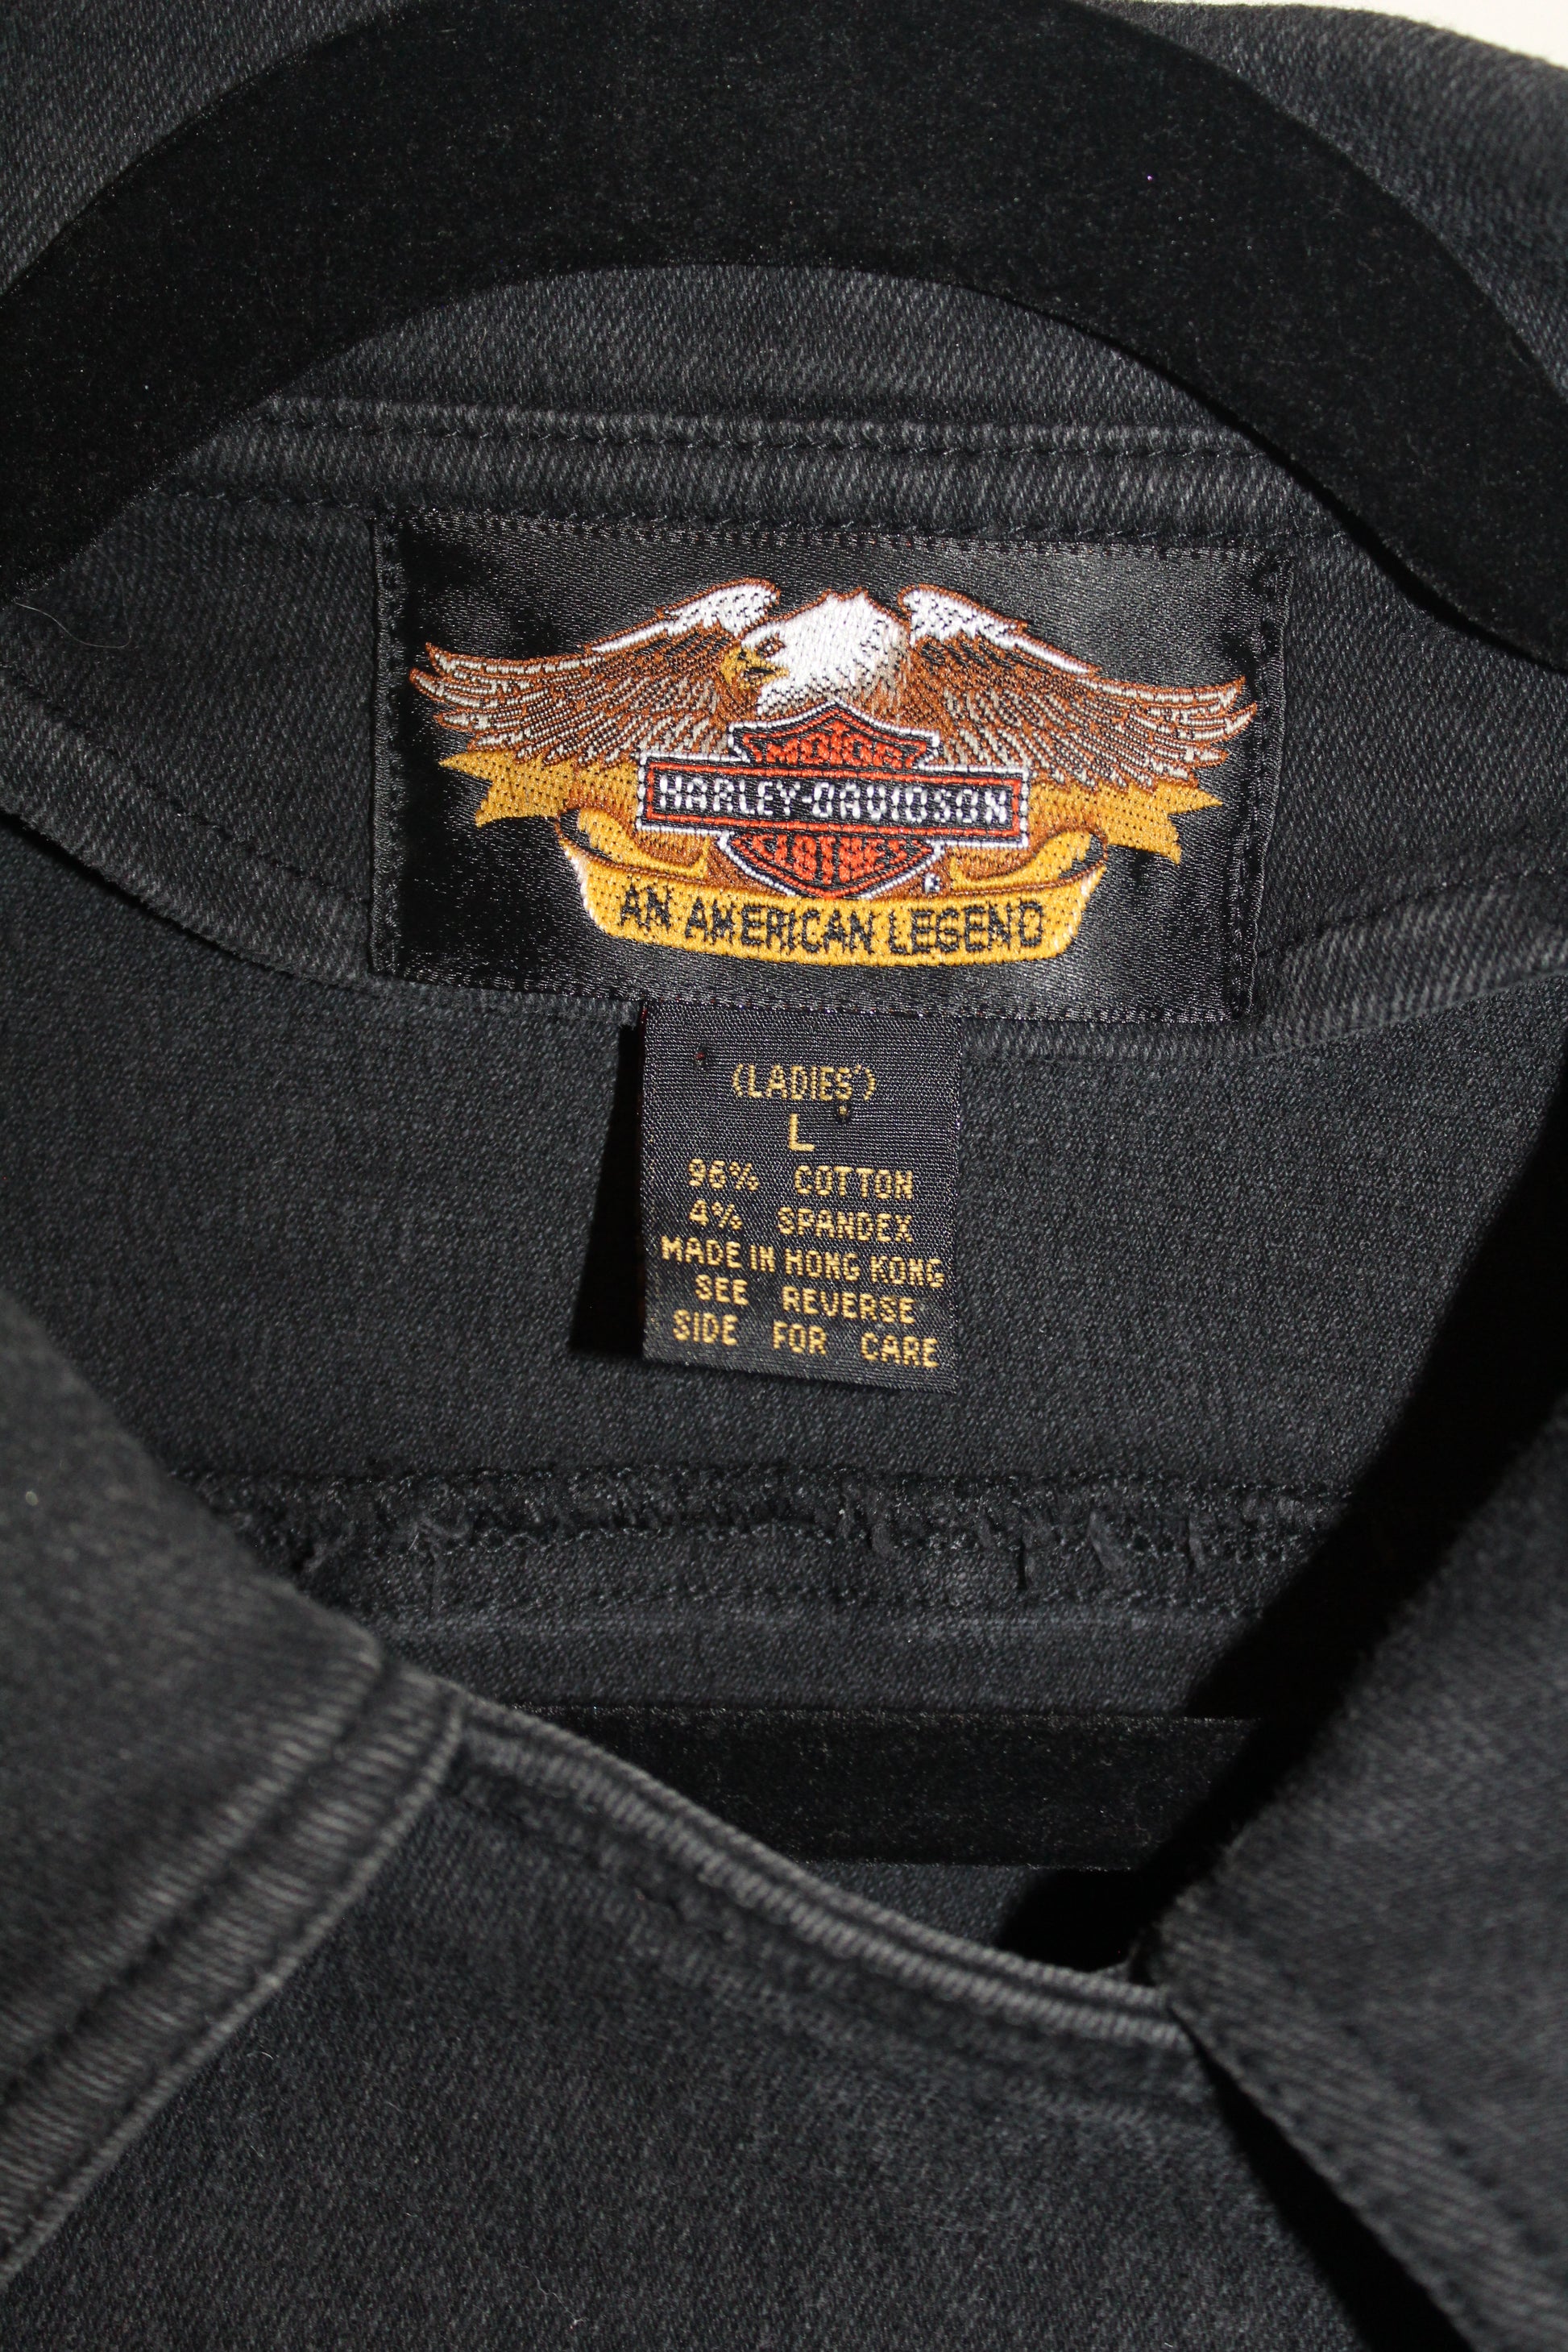 MOTOR
HARLEY-DAVIDSON
CLOTHES
®
AN AMERICAN LEGEND
(LADIES')
L
96% COTTON
4% SPANDEX
MADE IN HONG KONG
SEE REVERSE
SIDE FOR CARE